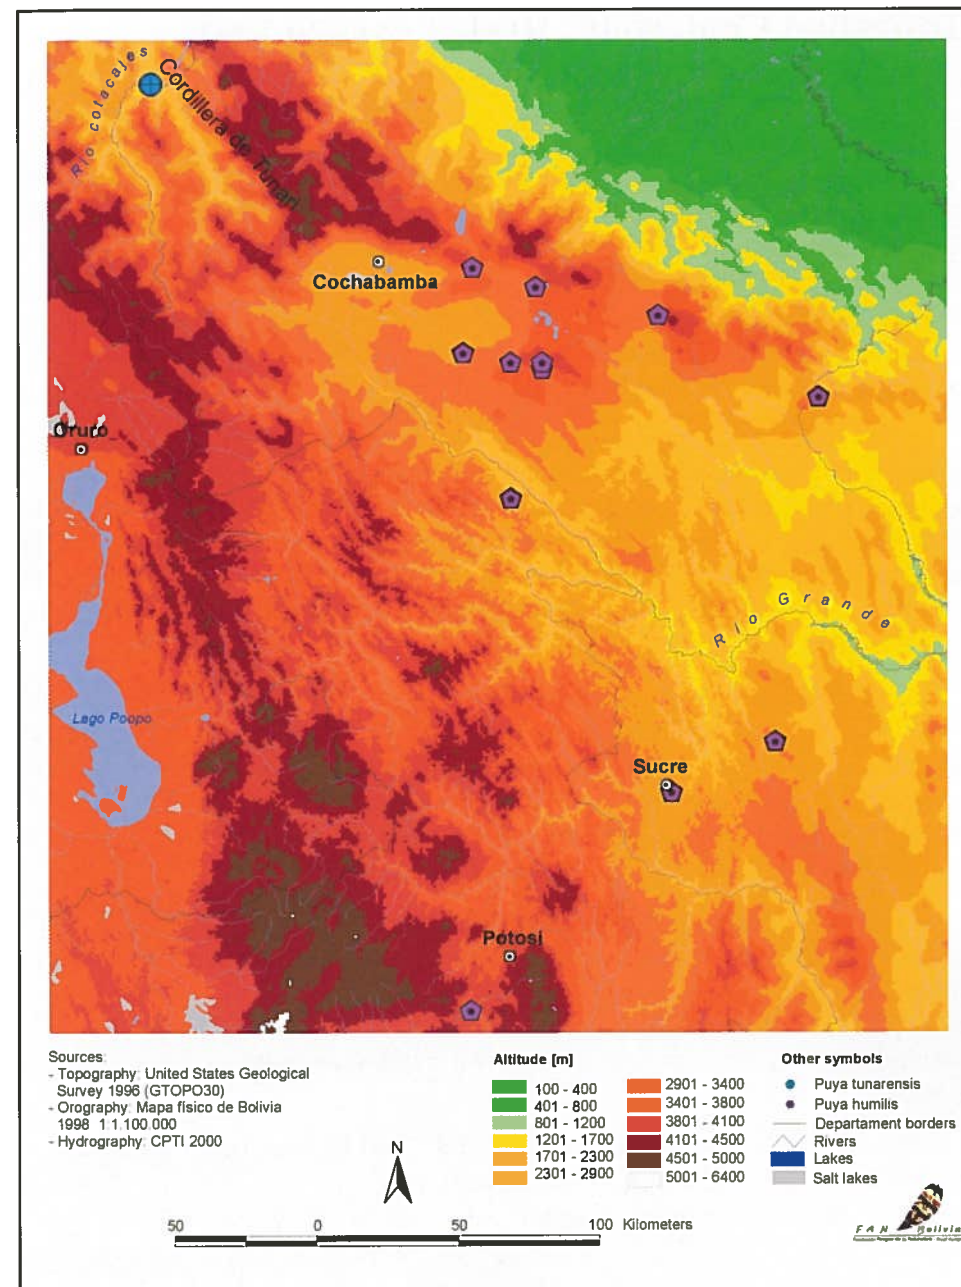 Rio cotacajes
Cordillera de Tunari
Cochabamba
Oruro
Rio Grande
Lago Poopo
Sucre
Potosi
Sources:
- Topography: United States Geological
Survey 1996 (GTOPO30)
- Orography: Mapa físico de Bolivia
1998 1:1.100.000
- Hydrography: CPTI 2000
Altitude [m]
100 - 400
401 - 800
801 - 1200
1201 - 1700
1701 - 2300
2301 - 2900
2901 - 3400
3401 - 3800
3801 - 4100
4101 - 4500
4501 - 5000
5001 - 6400
Other symbols
Puya tunarensis
Puya humilis
Departament borders
Rivers
Lakes
Salt lakes
N
50 0 50 100 Kilometers
FAN Bolivia